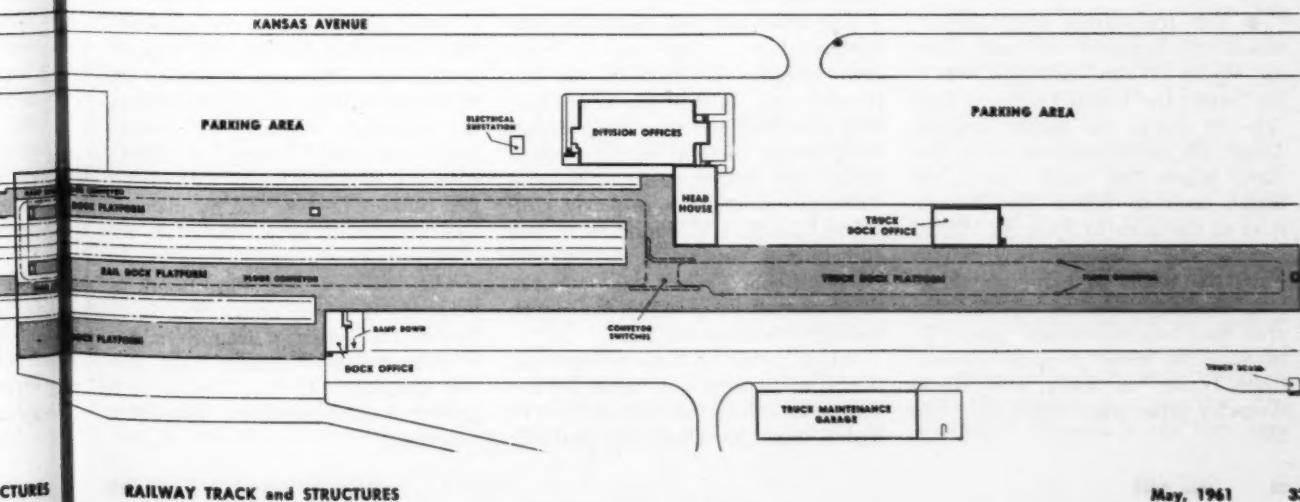 KANSAS AVENUE
PARKING AREA
ELECTRICAL
SUBSTATION
DIVISION OFFICES
PARKING AREA
DOCK PLATFORM
HEAD
HOUSE
TRUCK
DOCK OFFICE
RAIL DOCK PLATFORM
FLOOR CONVEYOR
TRUCK DOCK PLATFORM
DOCK PLATFORM
RAMP DOWN
CONVEYOR
SWITCHES
DOCK OFFICE
TRUCK
TRUCK MAINTENANCE
GARAGE
CTURES
RAILWAY TRACK and STRUCTURES
May, 1961